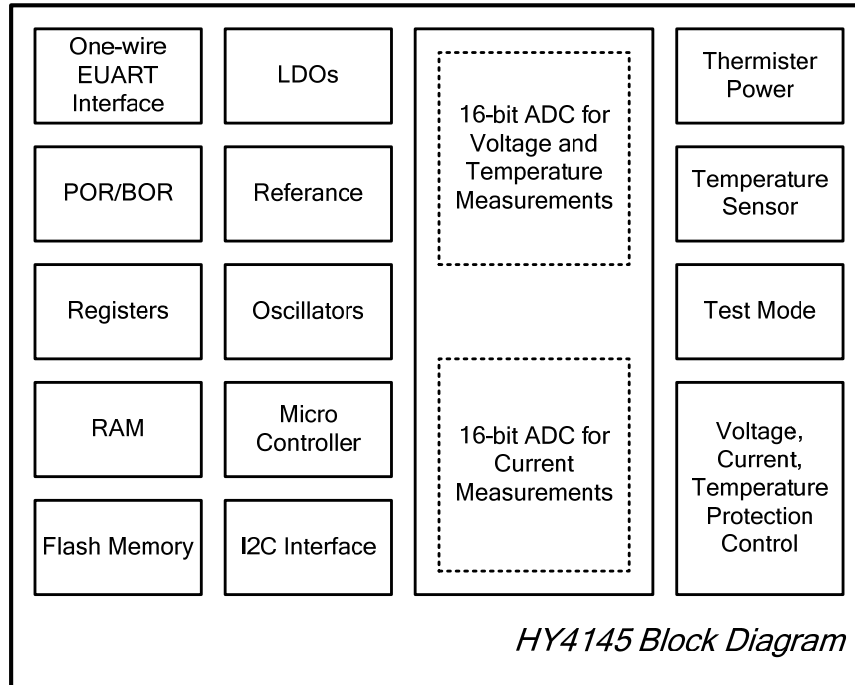 One-wire
EUART
Interface
LDOs
16-bit ADC for
Voltage and
Temperature
Measurements
Thermister
Power
POR/BOR
Referance
Temperature
Sensor
Registers
Oscillators
Test Mode
RAM
Micro
Controller
16-bit ADC for
Current
Measurements
Voltage,
Current,
Temperature
Protection
Control
Flash Memory
I2C Interface
HY4145 Block Diagram